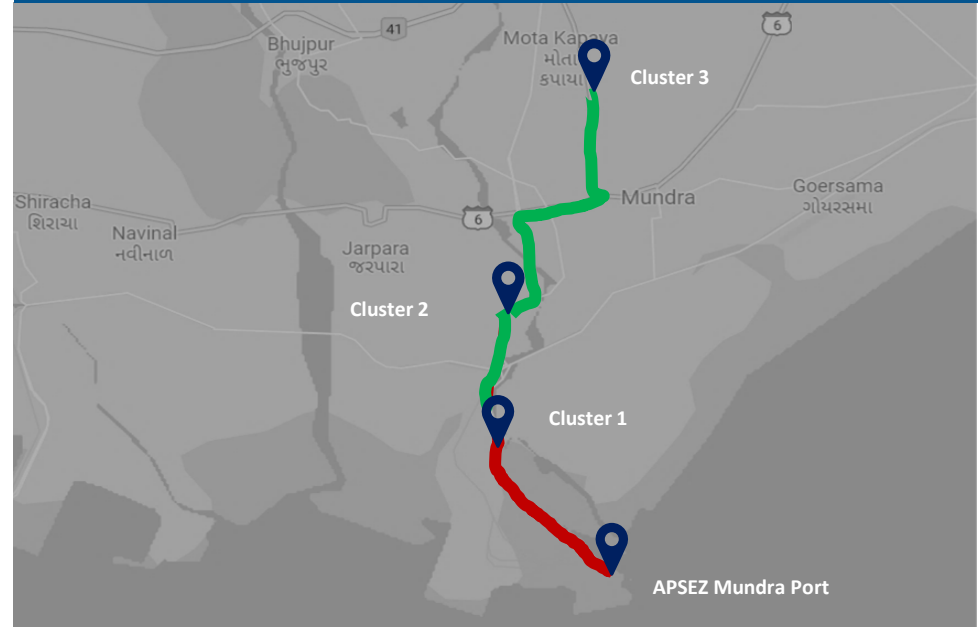 41
6
Bhujpur
ભુજપુર
Mota Kapaya
મોતા
કપાયા
Cluster 3
Shiracha
શિરાચા
Mundra
Goersama
ગોયરસમા
6
Navinal
નવીનાળ
Jarpara
જરપારા
Cluster 2
Cluster 1
APSEZ Mundra Port